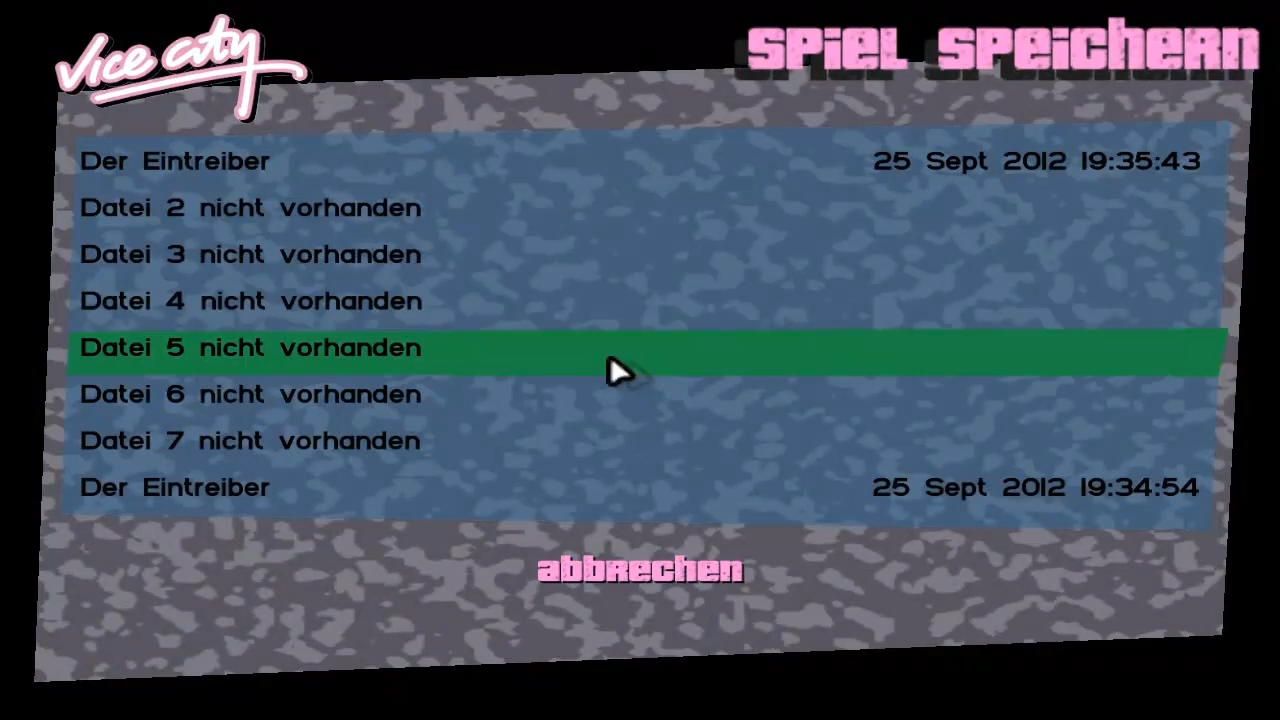 vice city
SPIEL SPEICHERN
Der Eintreiber 25 Sept 2012 19:35:43
Datei 2 nicht vorhanden
Datei 3 nicht vorhanden
Datei 4 nicht vorhanden
Datei 5 nicht vorhanden
Datei 6 nicht vorhanden
Datei 7 nicht vorhanden
Der Eintreiber 25 Sept 2012 19:34:54
abbrechen